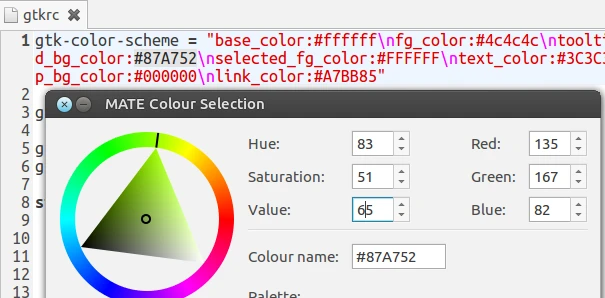 gtkrc
1 gtk-color-scheme = "base_color:#ffffff\nfg_color:#4c4c4c\ntoolt
d_bg_color:#87A752\nselected_fg_color:#FFFFFF\ntext_color:#3C3C3
p_bg_color:#000000\nlink_color:#A7BB85"
2
MATE Colour Selection
3 g
4
5 g
6 g
7
8 s
9
10
11
12
13
Hue: 83 Red: 135
Saturation: 51 Green: 167
Value: 65 Blue: 82
Colour name: #87A752
Palette: